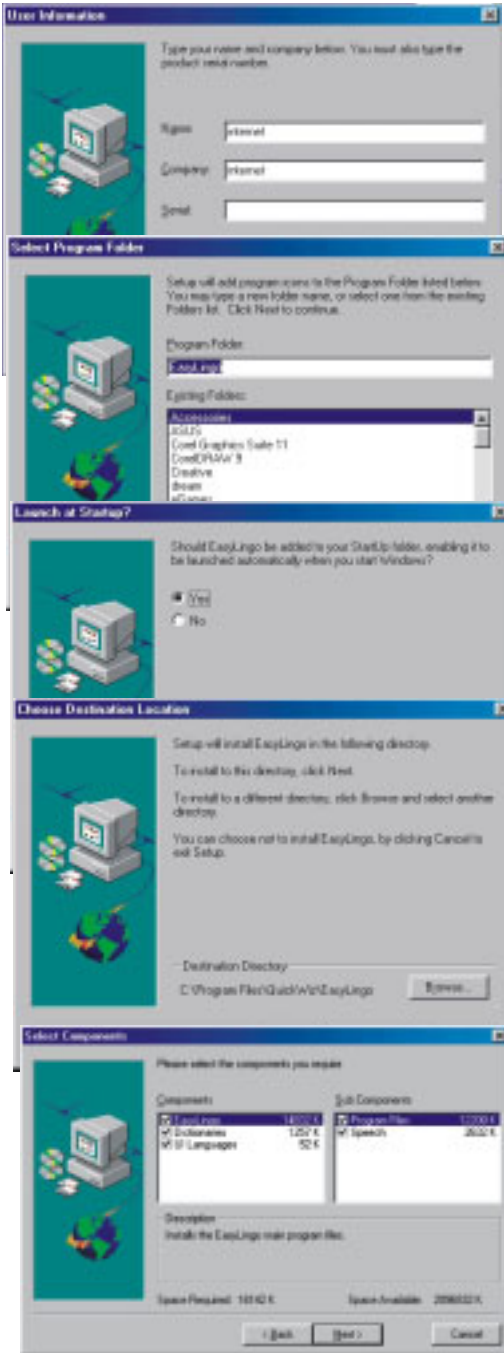 User Information
Type your name and company below. You must also type the
product serial number.
Name:
internet
Company:
internet
Serial:
Select Program Folder
Setup will add program icons to the Program Folder listed below.
You may type a new folder name, or select one from the existing
Folders list. Click Next to continue.
Program Folder:
EasyLingo
Existing Folders:
Accessories
ASUS
Corel Graphics Suite 11
CorelDRAW 9
Creative
dream
eGames
Launch at Startup?
Should EasyLingo be added to your StartUp folder, enabling it to
be launched automatically when you start Windows?
Yes
No
Choose Destination Location
Setup will install EasyLingo in the following directory.
To install to this directory, click Next.
To install to a different directory, click Browse and select another
directory.
You can choose not to install EasyLingo, by clicking Cancel to
exit Setup.
Destination Directory
C:\Program Files\QuickWiz\EasyLingo
Browse...
Select Components
Please select the components you require
Components
Sub Components
EasyLingo
Dictionaries 1257 K
UI Languages 92 K
Program Files
Speech
Description
Installs the EasyLingo main program files.
Space Required: 16142 K
Space Available:
< Back
Next >
Cancel